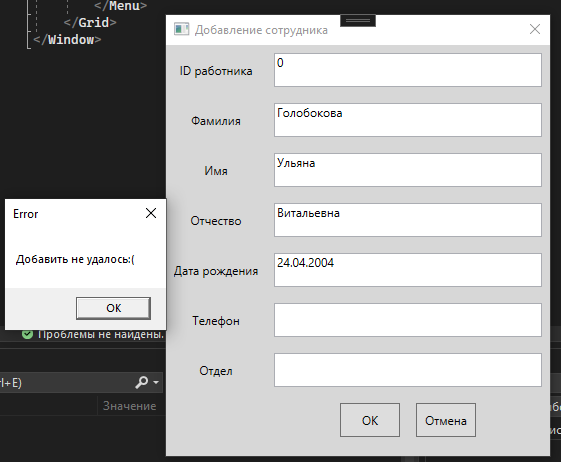 </Menu>
</Grid>
</Window>
Добавление сотрудника
ID работника
0
Фамилия
Голобокова
Имя
Ульяна
Отчество
Витальевна
Дата рождения
24.04.2004
Телефон
Отдел
OK
Отмена
Error
Добавить не удалось:(
OK
Проблемы не найдены.
l+E)
Значение